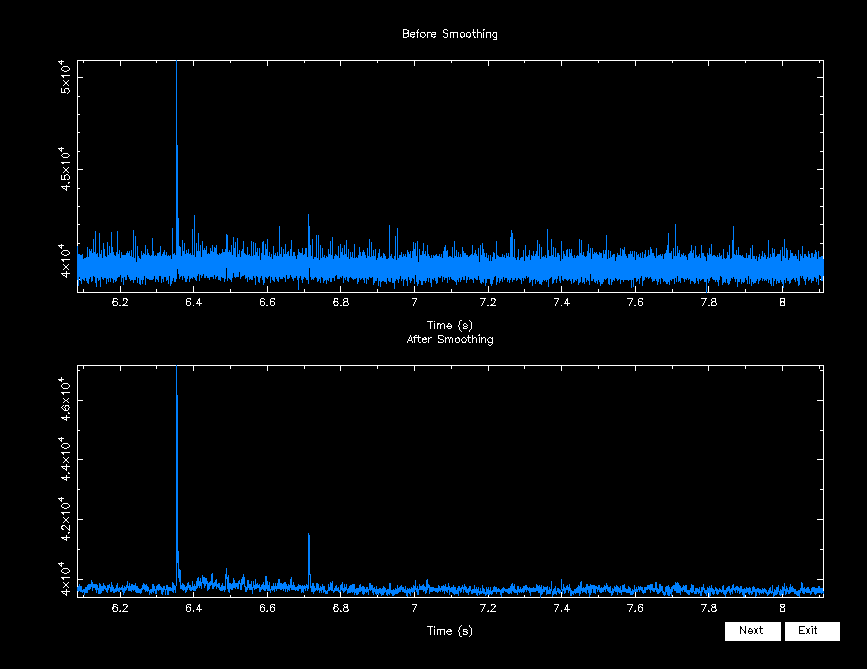 Before Smoothing
5×10⁴
4.5×10⁴
4×10⁴
6.2 6.4 6.6 6.8 7 7.2 7.4 7.6 7.8 8
Time (s)
After Smoothing
4.6×10⁴
4.4×10⁴
4.2×10⁴
4×10⁴
6.2 6.4 6.6 6.8 7 7.2 7.4 7.6 7.8 8
Time (s)
Next Exit